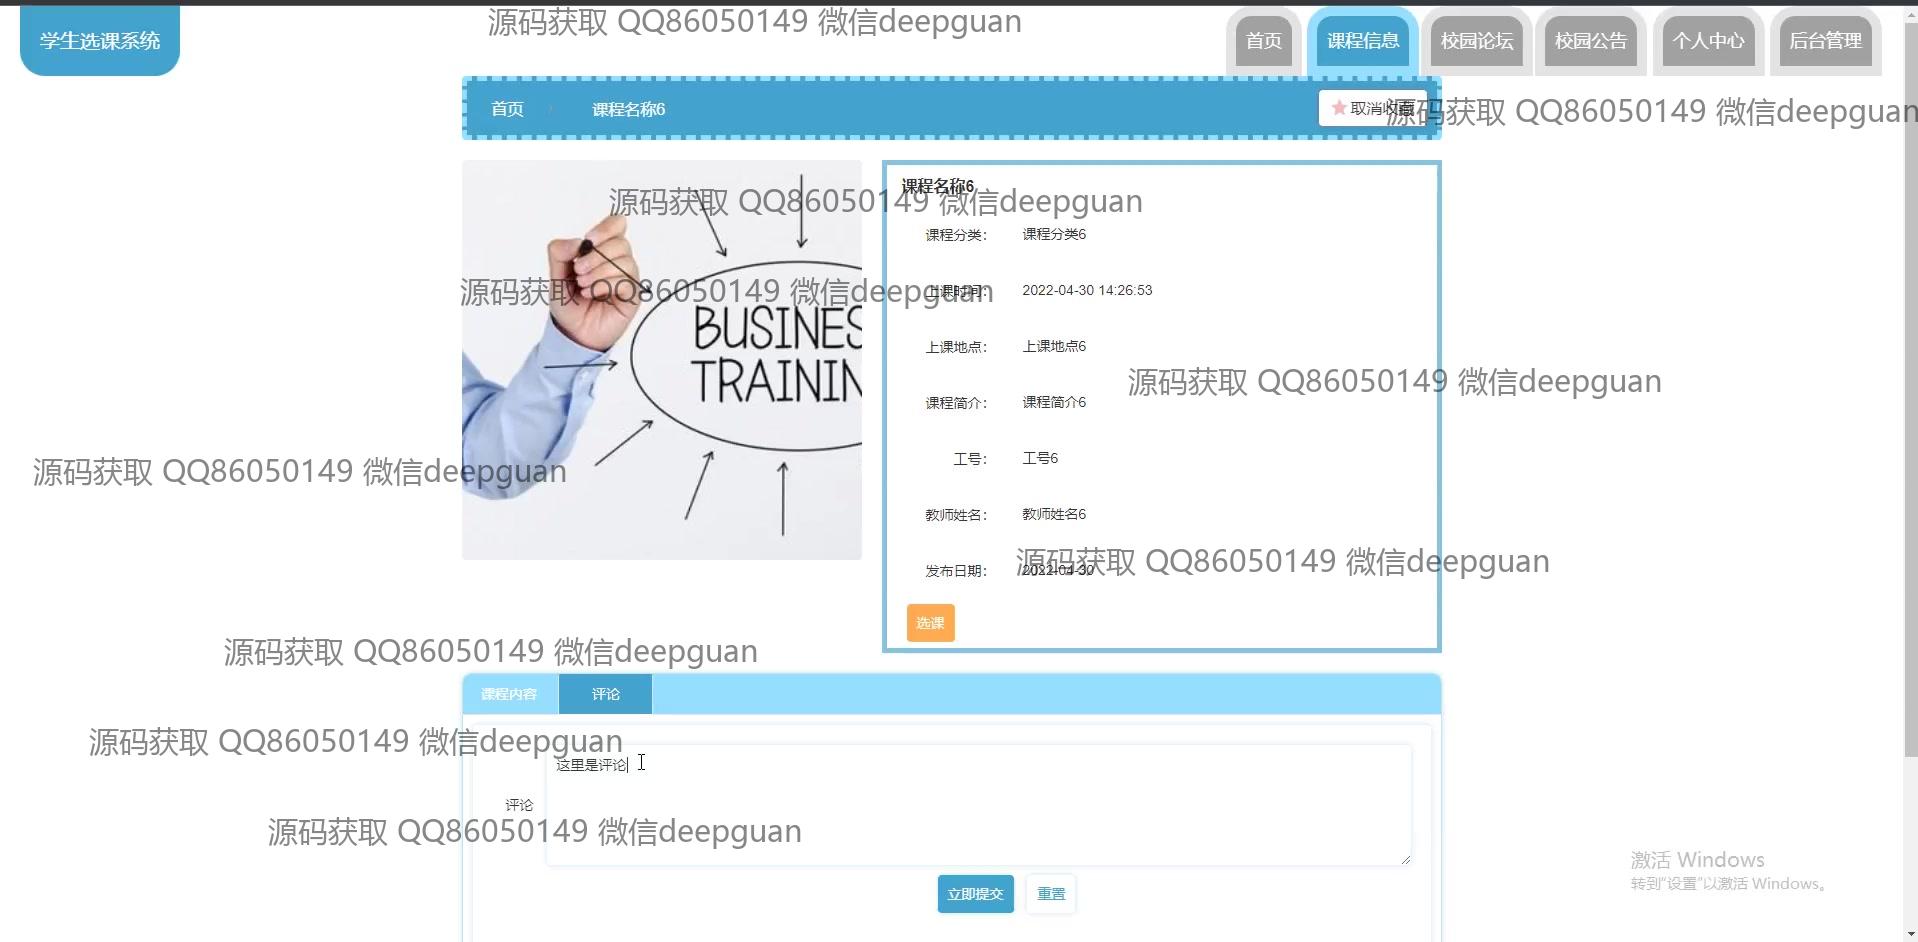 学生选课系统
源码获取 QQ86050149 微信deepguan
首页
课程信息
校园论坛
校园公告
个人中心
后台管理
首页
课程名称6
取消收藏
源码获取 QQ86050149 微信deepguan
课程名称6
源码获取 QQ86050149 微信deepguan
课程分类：
课程分类6
源码获取 QQ86050149 微信deepguan
上课时间：
2022-04-30 14:26:53
BUSINES
TRAININ
上课地点：
上课地点6
源码获取 QQ86050149 微信deepguan
课程简介：
课程简介6
工号：
工号6
源码获取 QQ86050149 微信deepguan
教师姓名：
教师姓名6
源码获取 QQ86050149 微信deepguan
发布日期：
2022-04-30
选课
源码获取 QQ86050149 微信deepguan
课程内容
评论
源码获取 QQ86050149 微信deepguan
这里是评论
评论
源码获取 QQ86050149 微信deepguan
立即提交
重置
激活 Windows
转到“设置”以激活 Windows。